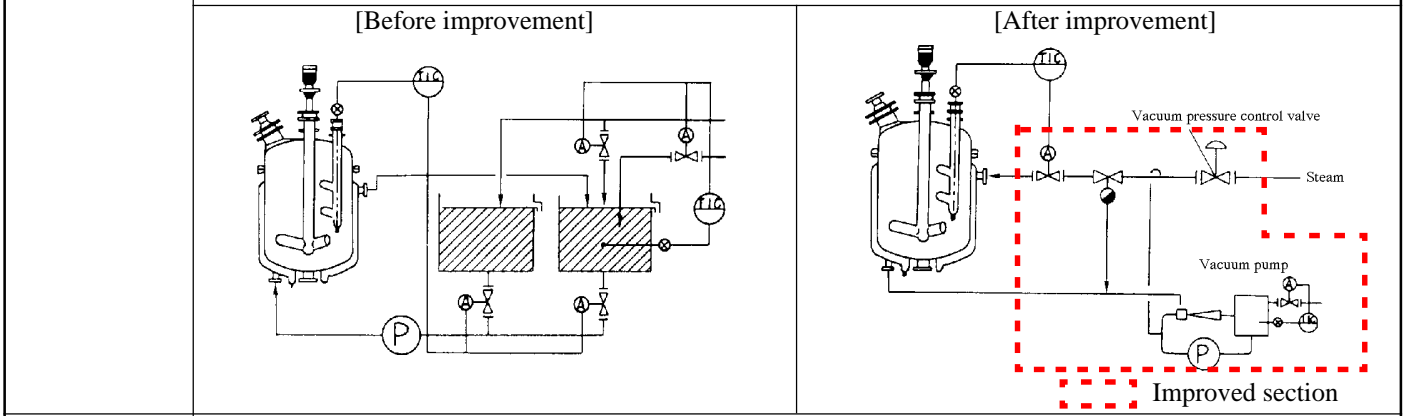 [Before improvement]
TIC
A
A
TIC
A
A
P
[After improvement]
TIC
Vacuum pressure control valve
A
Steam
Vacuum pump
A
P
Improved section